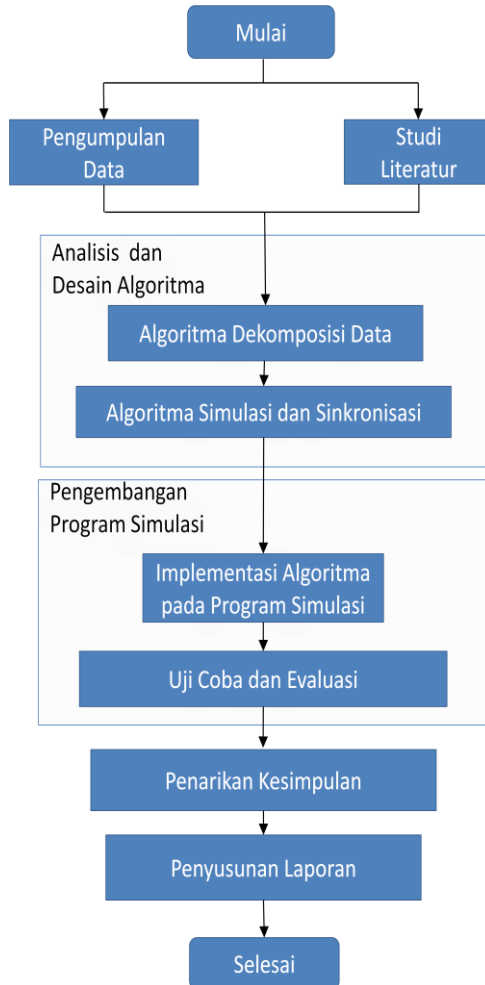 Mulai
Pengumpulan
Data
Studi
Literatur
Analisis dan
Desain Algoritma
Algoritma Dekomposisi Data
Algoritma Simulasi dan Sinkronisasi
Pengembangan
Program Simulasi
Implementasi Algoritma
pada Program Simulasi
Uji Coba dan Evaluasi
Penarikan Kesimpulan
Penyusunan Laporan
Selesai